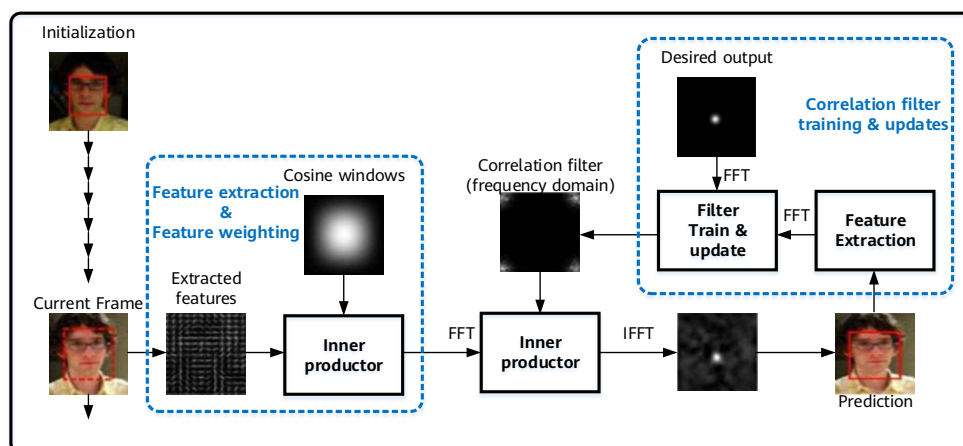 Initialization
Desired output
Correlation filter
training & updates
Cosine windows
Feature extraction
&
Feature weighting
Correlation filter
(frequency domain)
FFT
Filter
Train &
update
FFT
Feature
Extraction
Current Frame
Extracted
features
Inner
productor
FFT
Inner
productor
IFFT
Prediction